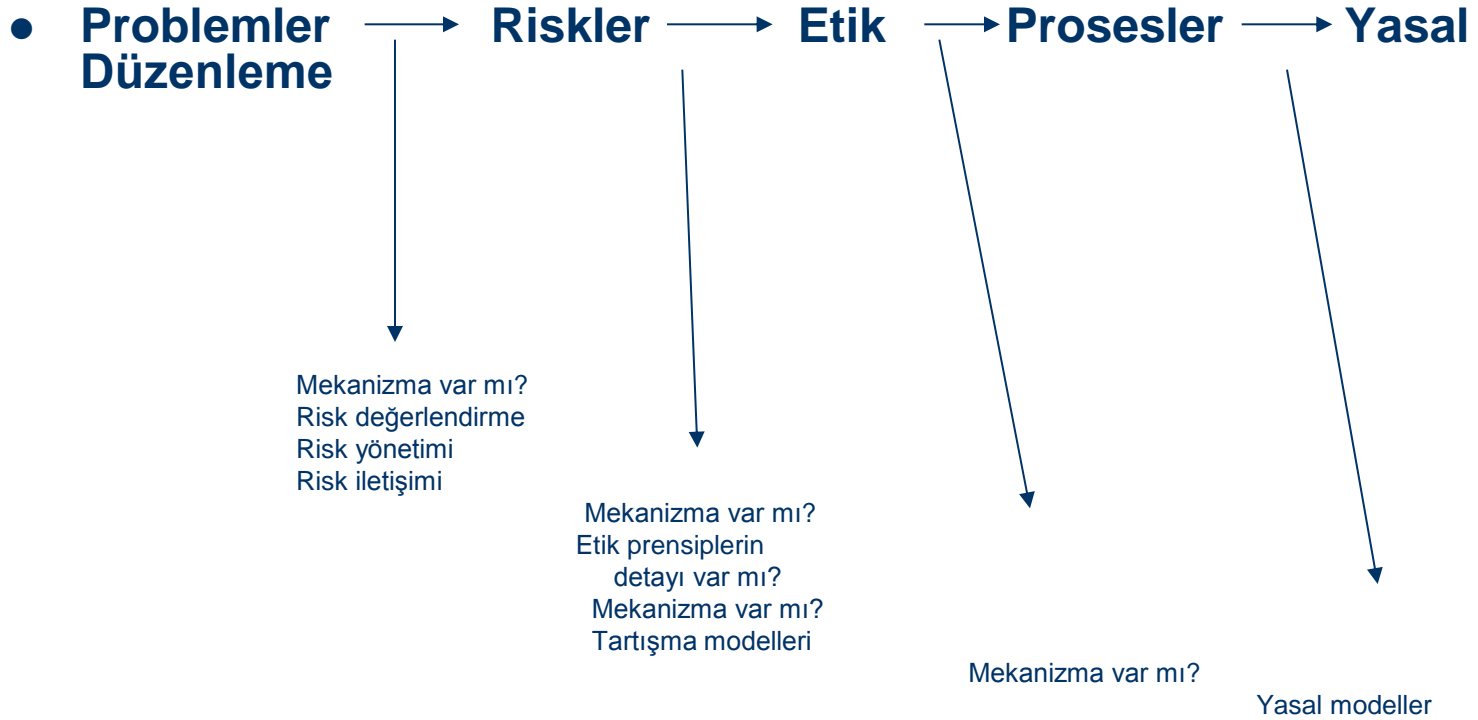 ● Problemler → Riskler → Etik → Prosesler → Yasal
Düzenleme
Mekanizma var mı?
Risk değerlendirme
Risk yönetimi
Risk iletişimi
Mekanizma var mı?
Etik prensiplerin
detayı var mı?
Mekanizma var mı?
Tartışma modelleri
Mekanizma var mı?
Yasal modeller